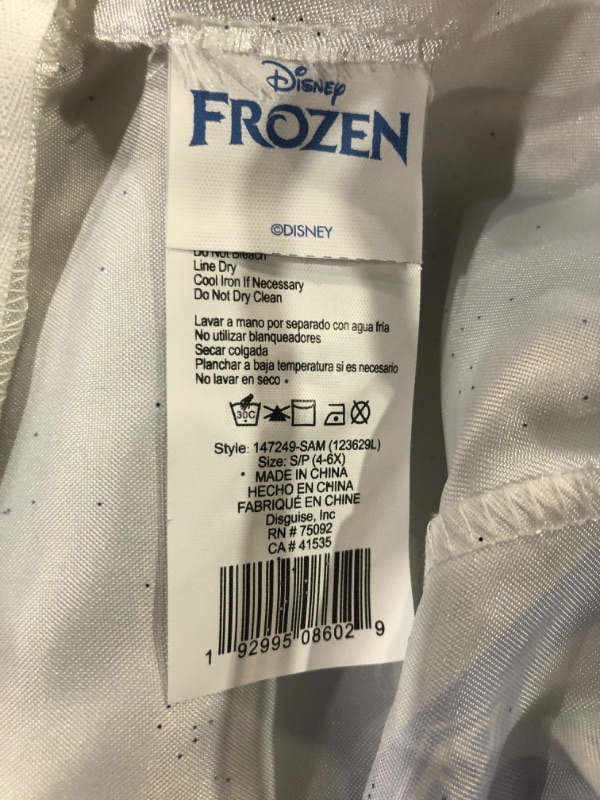 Disney
FROZEN
©DISNEY
Do Not Bleach
Line Dry
Cool Iron If Necessary
Do Not Dry Clean
Lavar a mano por separado con agua fria
No utilizar blanqueadores
Secar colgada
Planchar a baja temperatura si es necesario
No lavar en seco
30C
Style: 147249-SAM (123629L)
Size: S/P (4-6X)
MADE IN CHINA
HECHO EN CHINA
FABRIQUÉ EN CHINE
Disguise, Inc
RN # 75092
CA # 41535
1 92995 08602 9